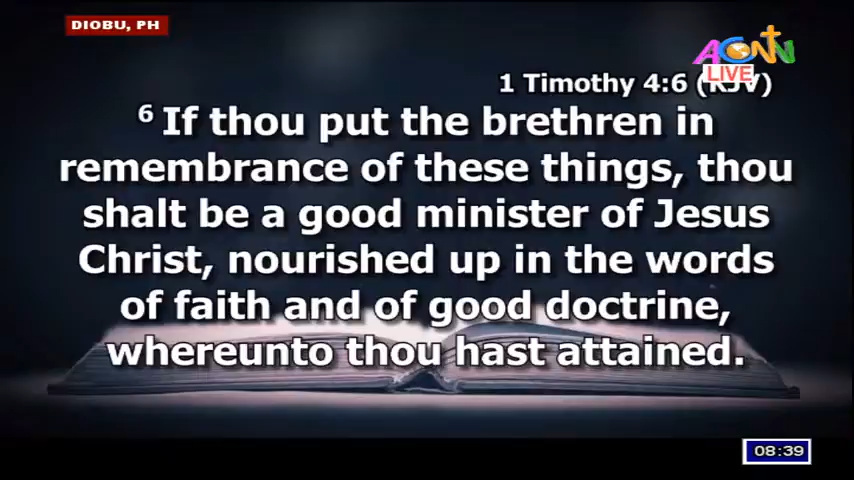 DIOBU, PH
AGNN
LIVE
1 Timothy 4:6 (KJV)
6 If thou put the brethren in
remembrance of these things, thou
shalt be a good minister of Jesus
Christ, nourished up in the words
of faith and of good doctrine,
whereunto thou hast attained.
08:39